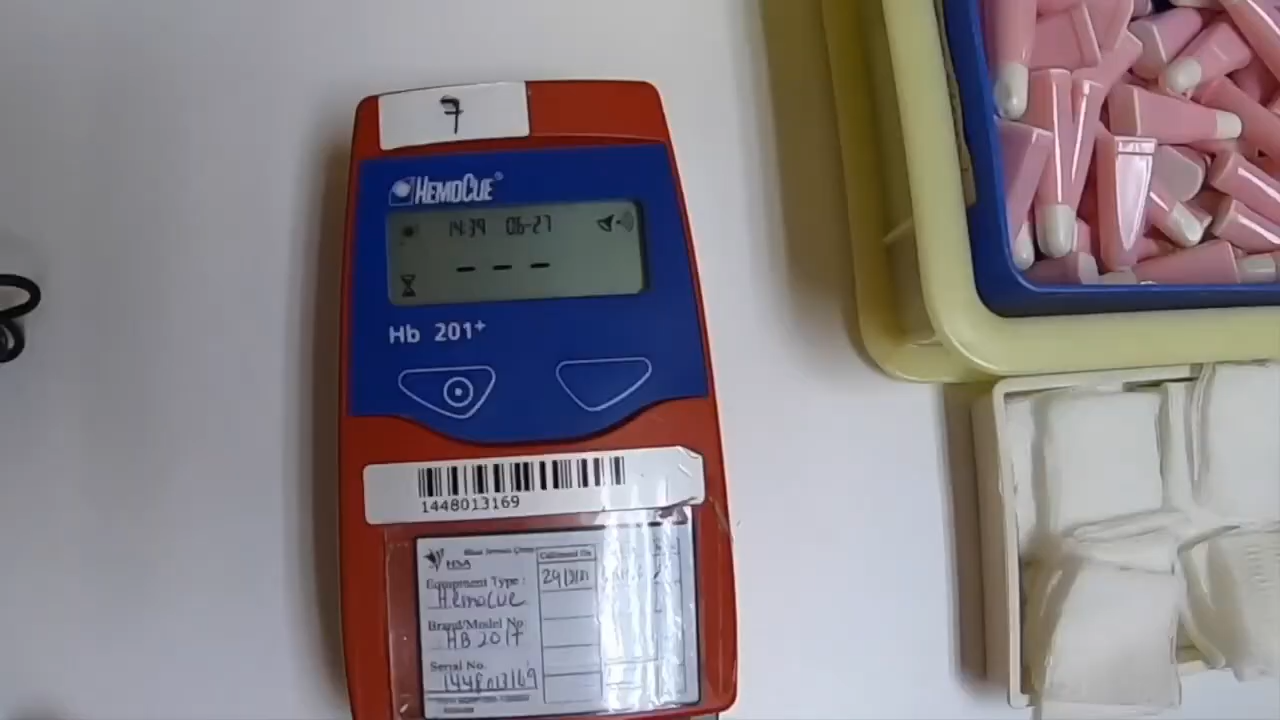 7
HemoCue®
14:39 06-27
- - -
Hb 201+
1448013169
HSA
Calibrated On
Equipment Type :
Hemocue
Brand/Model No
HB 201+
Serial No.
1448013169